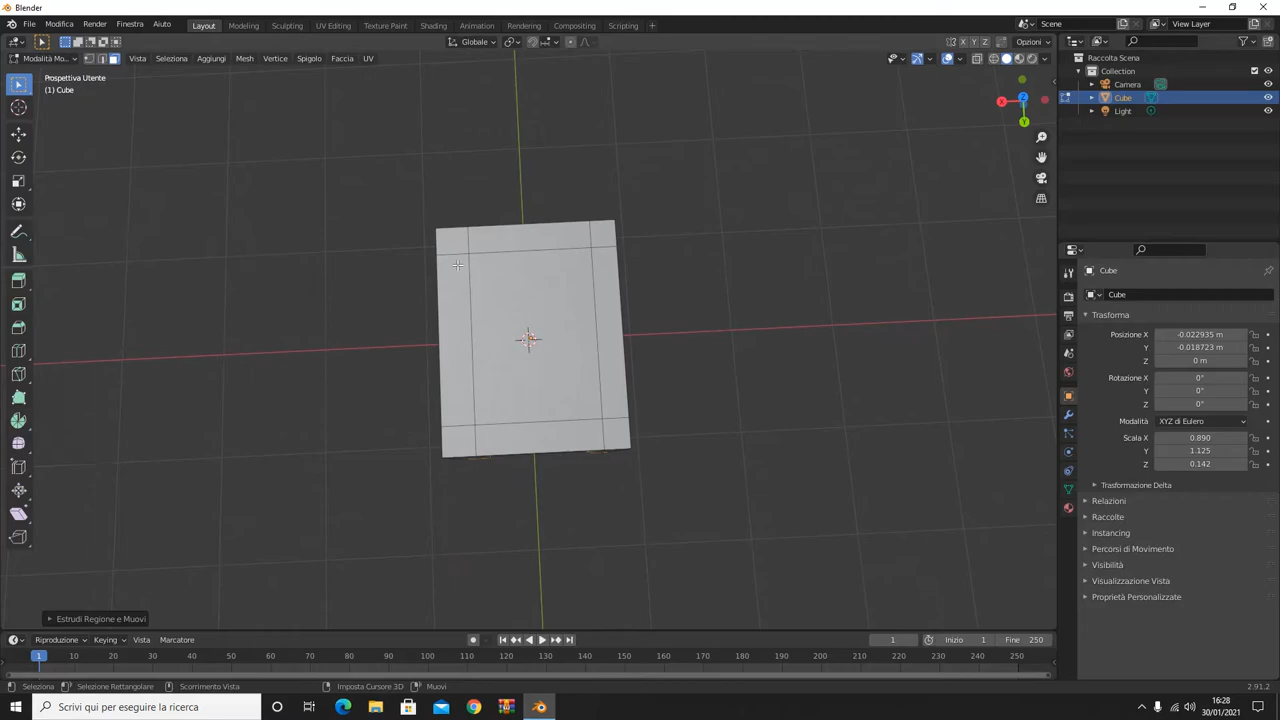 Blender
File Modifica Render Finestra Aiuto
Layout Modeling Sculpting UV Editing Texture Paint Shading Animation Rendering Compositing Scripting +
Scene View Layer
Globale Opzioni
X Y Z
Modalità Mo... Vista Seleziona Aggiungi Mesh Vertice Spigolo Faccia UV
Prospettiva Utente
(1) Cube
X Z Y
Raccolta Scena
Collection
Camera
Cube
Light
Cube
Cube
Trasforma
Posizione X -0.022935 m
Y -0.018723 m
Z 0 m
Rotazione X 0°
Y 0°
Z 0°
Modalità XYZ di Eulero
Scala X 0.890
Y 1.125
Z 0.142
Trasformazione Delta
Relazioni
Raccolte
Instancing
Percorsi di Movimento
Visibilità
Visualizzazione Vista
Proprietà Personalizzate
Estrudi Regione e Muovi
Riproduzione Keying Vista Marcatore 1 Inizio 1 Fine 250
1 10 20 30 40 50 60 70 80 90 100 110 120 130 140 150 160 170 180 190 200 210 220 230 240 250
Seleziona Selezione Rettangolare Scorrimento Vista Imposta Cursore 3D Muovi 2.91.2
Scrivi qui per eseguire la ricerca
16:28
30/01/2021